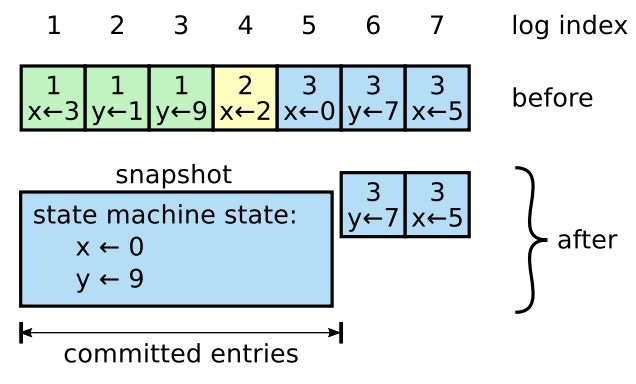 1 2 3 4 5 6 7 log index
1 1 1 2 3 3 3
x←3 y←1 y←9 x←2 x←0 y←7 x←5
before
snapshot
3 3
y←7 x←5
state machine state:
x ← 0
y ← 9
after
committed entries